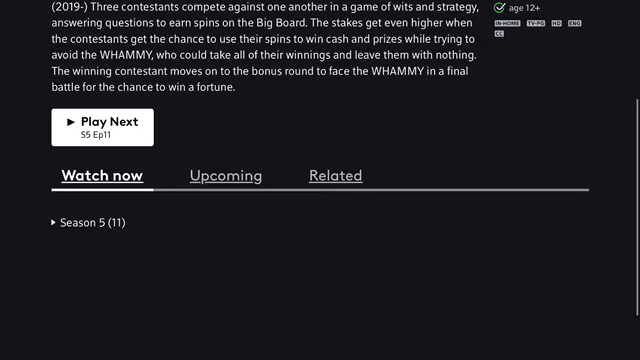 (2019-) Three contestants compete against one another in a game of wits and strategy,
answering questions to earn spins on the Big Board. The stakes get even higher when
the contestants get the chance to use their spins to win cash and prizes while trying to
avoid the WHAMMY, who could take all of their winnings and leave them with nothing.
The winning contestant moves on to the bonus round to face the WHAMMY in a final
battle for the chance to win a fortune.
age 12+
IN-HOME TV-PG HD ENG
CC
Play Next
S5 Ep11
Watch now Upcoming Related
Season 5 (11)